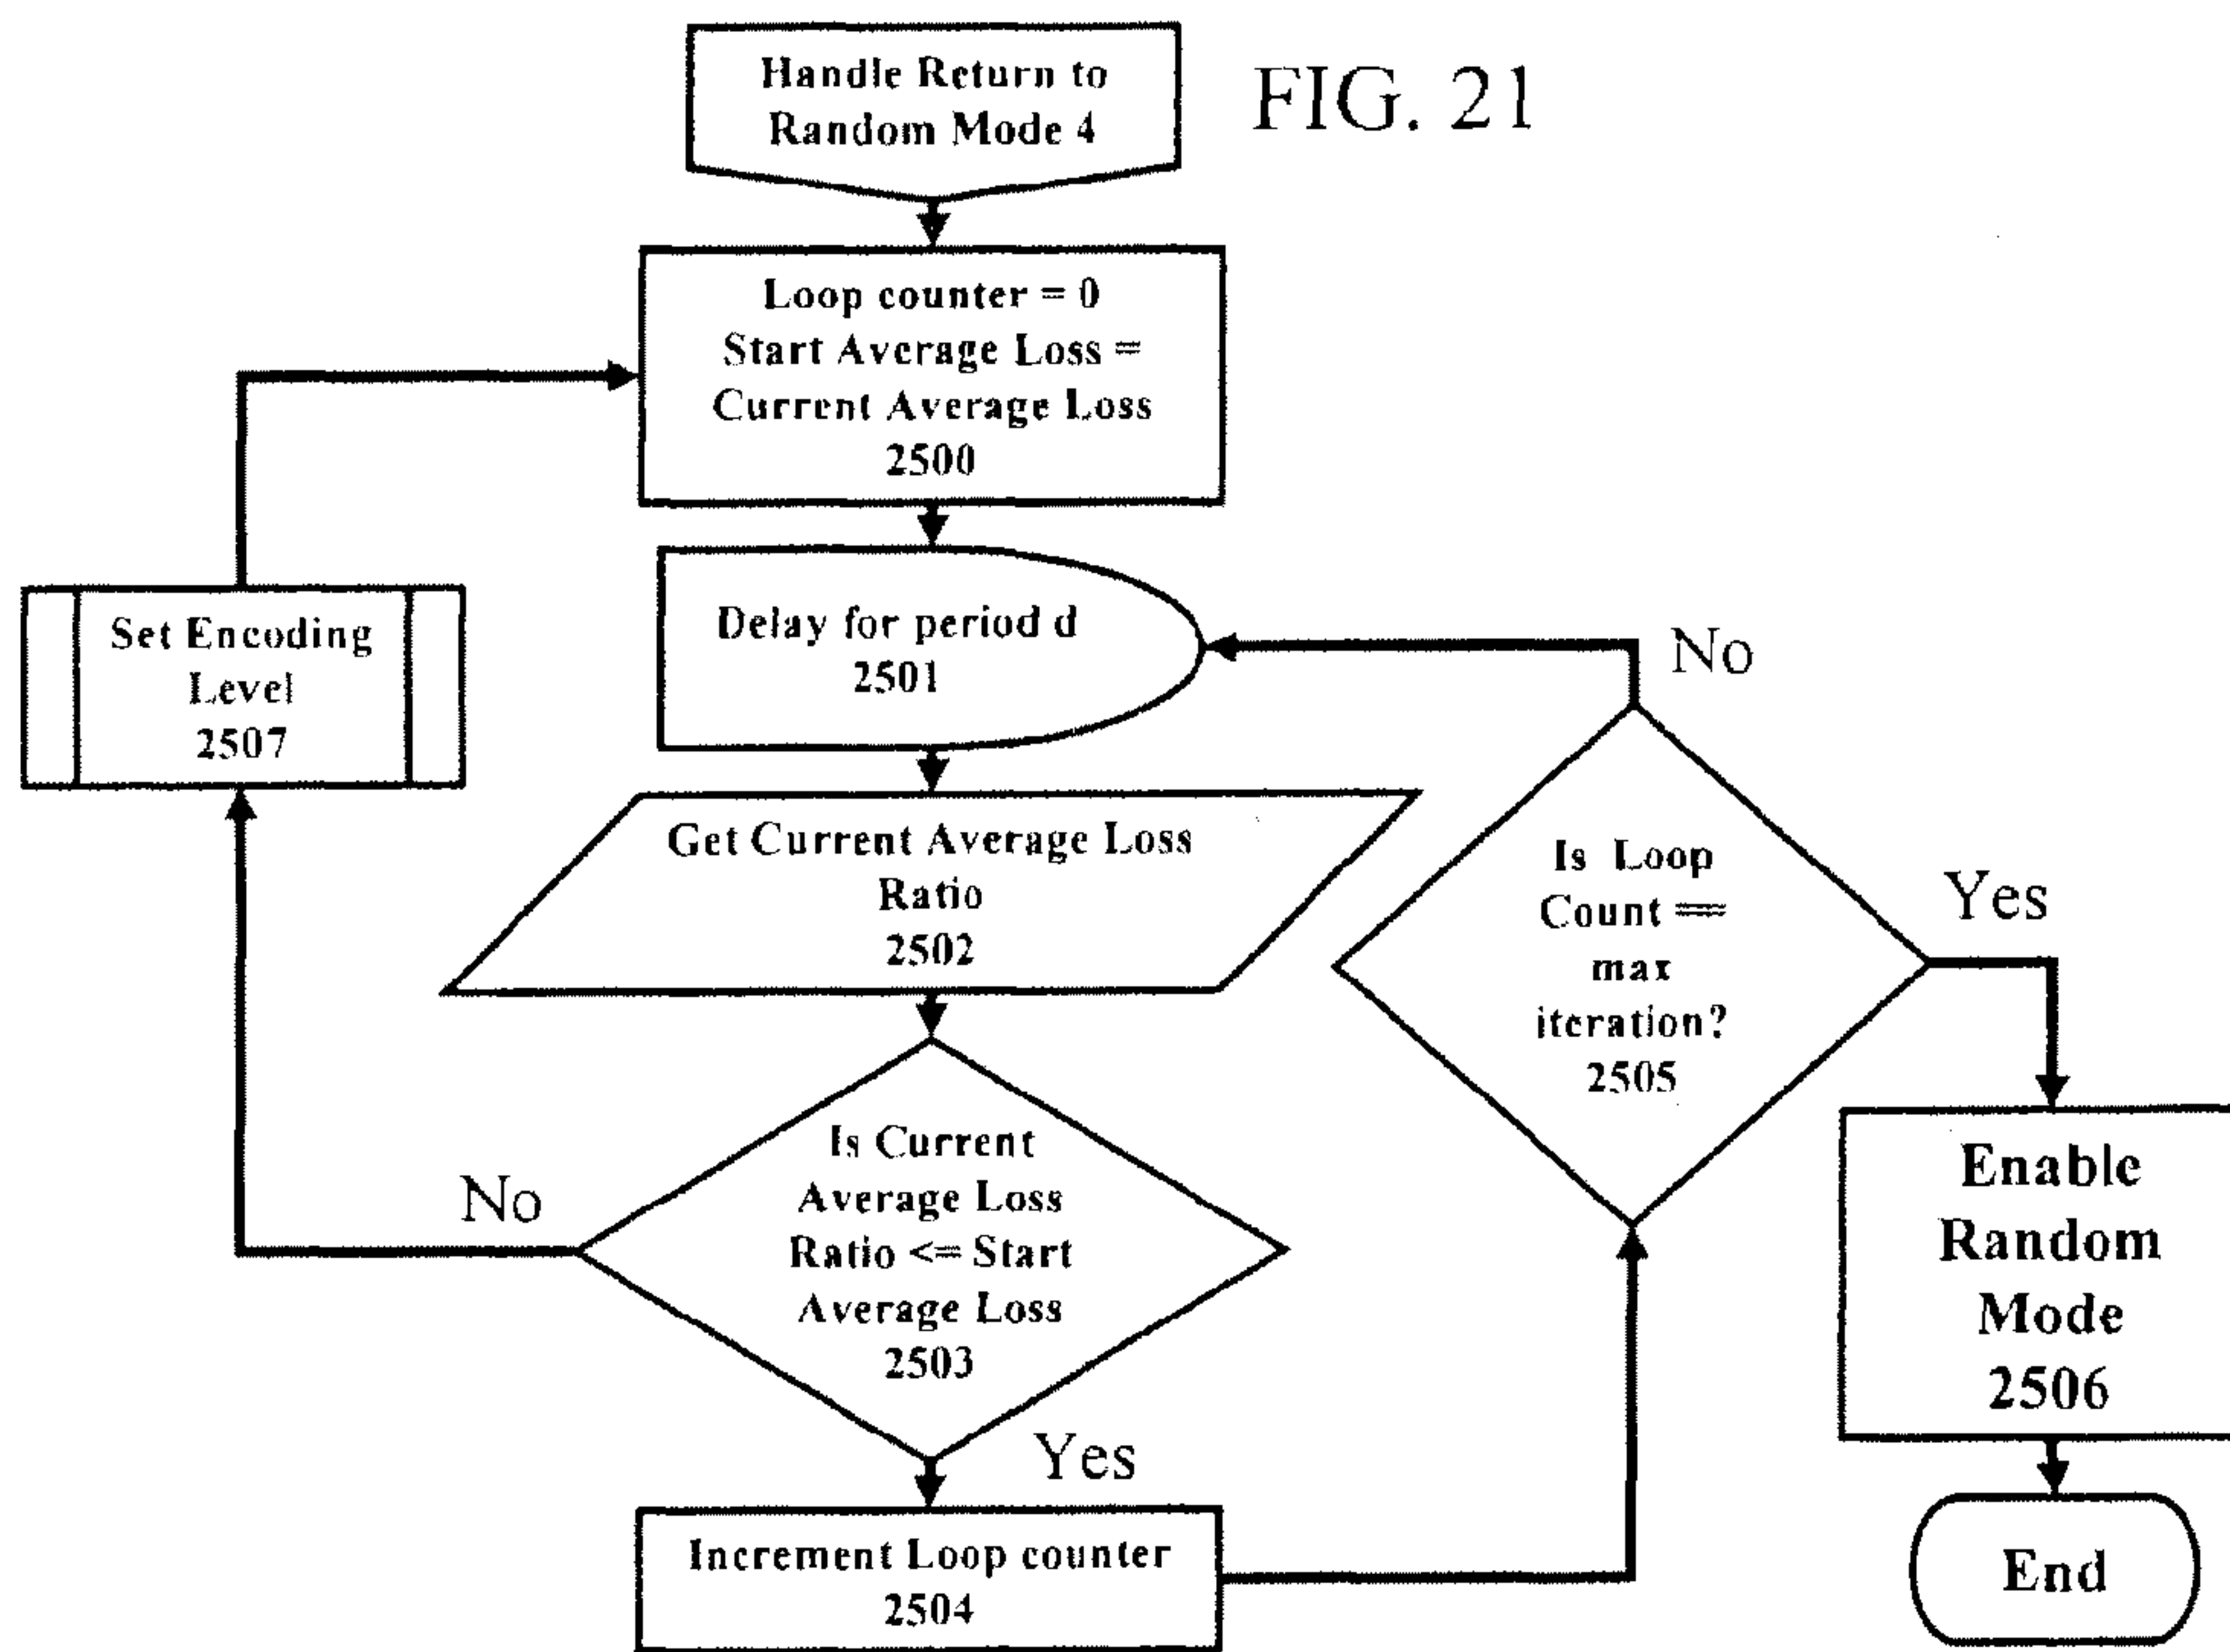 Handle Return to
Random Mode 4
FIG. 21
Loop counter = 0
Start Average Loss =
Current Average Loss
2500
Set Encoding
Level
2507
Delay for period d
2501
No
Get Current Average Loss
Ratio
2502
Is Loop
Count ==
max
iteration?
2505
Yes
Is Current
Average Loss
Ratio <= Start
Average Loss
2503
No
Yes
Enable
Random
Mode
2506
Increment Loop counter
2504
End